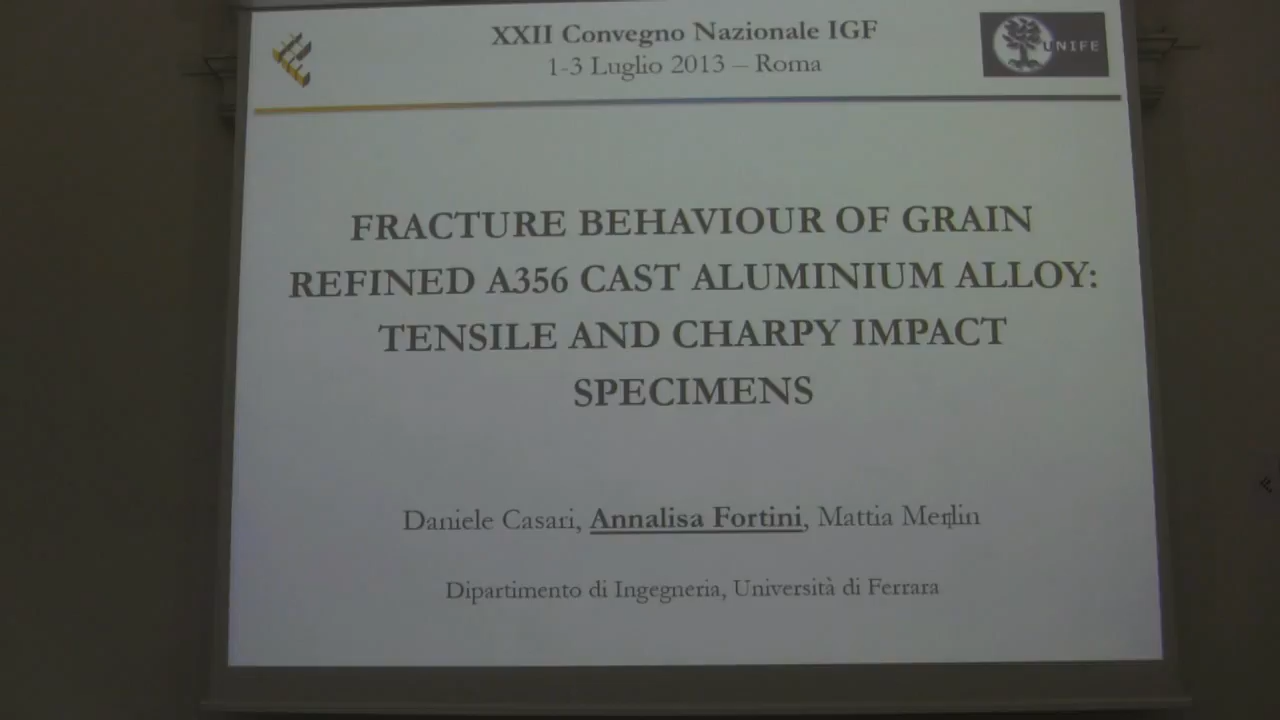 XXII Convegno Nazionale IGF
1-3 Luglio 2013 – Roma
UNIFE
FRACTURE BEHAVIOUR OF GRAIN
REFINED A356 CAST ALUMINIUM ALLOY:
TENSILE AND CHARPY IMPACT
SPECIMENS
Daniele Casari, Annalisa Fortini, Mattia Merlin
Dipartimento di Ingegneria, Università di Ferrara